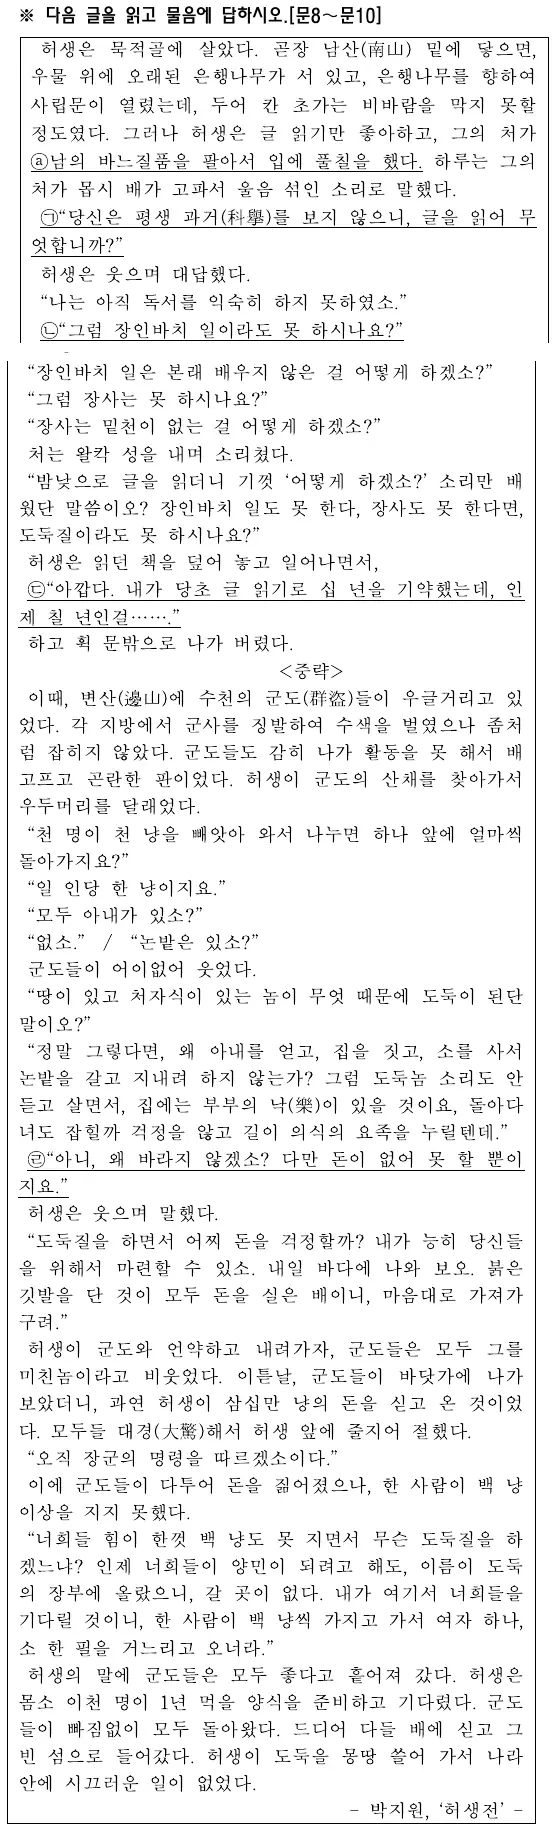 ※ 다음 글을 읽고 물음에 답하시오.[문8～문10]
허생은 묵적골에 살았다. 곧장 남산(南山) 밑에 닿으면,
우물 위에 오래된 은행나무가 서 있고, 은행나무를 향하여
사립문이 열렸는데, 두어 칸 초가는 비바람을 막지 못할
정도였다. 그러나 허생은 글 읽기만 좋아하고, 그의 처가
ⓐ남의 바느질품을 팔아서 입에 풀칠을 했다. 하루는 그의
처가 몹시 배가 고파서 울음 섞인 소리로 말했다.
㉠“당신은 평생 과거(科擧)를 보지 않으니, 글을 읽어 무
엇합니까?”
허생은 웃으며 대답했다.
“나는 아직 독서를 익숙히 하지 못하였소.”
㉡“그럼 장인바치 일이라도 못 하시나요?”
“장인바치 일은 본래 배우지 않은 걸 어떻게 하겠소?”
“그럼 장사는 못 하시나요?”
“장사는 밑천이 없는 걸 어떻게 하겠소?”
처는 왈칵 성을 내며 소리쳤다.
“밤낮으로 글을 읽더니 기껏 ‘어떻게 하겠소?’ 소리만 배
웠단 말씀이오? 장인바치 일도 못 한다, 장사도 못 한다면,
도둑질이라도 못 하시나요?”
허생은 읽던 책을 덮어 놓고 일어나면서,
㉢“아깝다. 내가 당초 글 읽기로 십 년을 기약했는데, 인
제 칠 년인걸…….”
하고 획 문밖으로 나가 버렸다.
<중략>
이때, 변산(邊山)에 수천의 군도(群盜)들이 우글거리고 있
었다. 각 지방에서 군사를 징발하여 수색을 벌였으나 좀처
럼 잡히지 않았다. 군도들도 감히 나가 활동을 못 해서 배
고프고 곤란한 판이었다. 허생이 군도의 산채를 찾아가서
우두머리를 달래었다.
“천 명이 천 냥을 빼앗아 와서 나누면 하나 앞에 얼마씩
돌아가지요?”
“일 인당 한 냥이지요.”
“모두 아내가 있소?”
“없소.” / “논밭은 있소?”
군도들이 어이없어 웃었다.
“땅이 있고 처자식이 있는 놈이 무엇 때문에 도둑이 된단
말이오?”
“정말 그렇다면, 왜 아내를 얻고, 집을 짓고, 소를 사서
논밭을 갈고 지내려 하지 않는가? 그럼 도둑놈 소리도 안
듣고 살면서, 집에는 부부의 낙(樂)이 있을 것이요, 돌아다
녀도 잡힐까 걱정을 않고 길이 의식의 요족을 누릴텐데.”
㉣“아니, 왜 바라지 않겠소? 다만 돈이 없어 못 할 뿐이
지요.”
허생은 웃으며 말했다.
“도둑질을 하면서 어찌 돈을 걱정할까? 내가 능히 당신들
을 위해서 마련할 수 있소. 내일 바다에 나와 보오. 붉은
깃발을 단 것이 모두 돈을 실은 배이니, 마음대로 가져가
구려.”
허생이 군도와 언약하고 내려가자, 군도들은 모두 그를
미친놈이라고 비웃었다. 이튿날, 군도들이 바닷가에 나가
보았더니, 과연 허생이 삼십만 냥의 돈을 싣고 온 것이었
다. 모두들 대경(大驚)해서 허생 앞에 줄지어 절했다.
“오직 장군의 명령을 따르겠소이다.”
이에 군도들이 다투어 돈을 짊어졌으나, 한 사람이 백 냥
이상을 지지 못했다.
“너희들 힘이 한껏 백 냥도 못 지면서 무슨 도둑질을 하
겠느냐? 인제 너희들이 양민이 되려고 해도, 이름이 도둑
의 장부에 올랐으니, 갈 곳이 없다. 내가 여기서 너희들을
기다릴 것이니, 한 사람이 백 냥씩 가지고 가서 여자 하나,
소 한 필을 거느리고 오너라.”
허생의 말에 군도들은 모두 좋다고 흩어져 갔다. 허생은
몸소 이천 명이 1년 먹을 양식을 준비하고 기다렸다. 군도
들이 빠짐없이 모두 돌아왔다. 드디어 다들 배에 싣고 그
빈 섬으로 들어갔다. 허생이 도둑을 몽땅 쓸어 가서 나라
안에 시끄러운 일이 없었다.
- 박지원, ‘허생전’ -